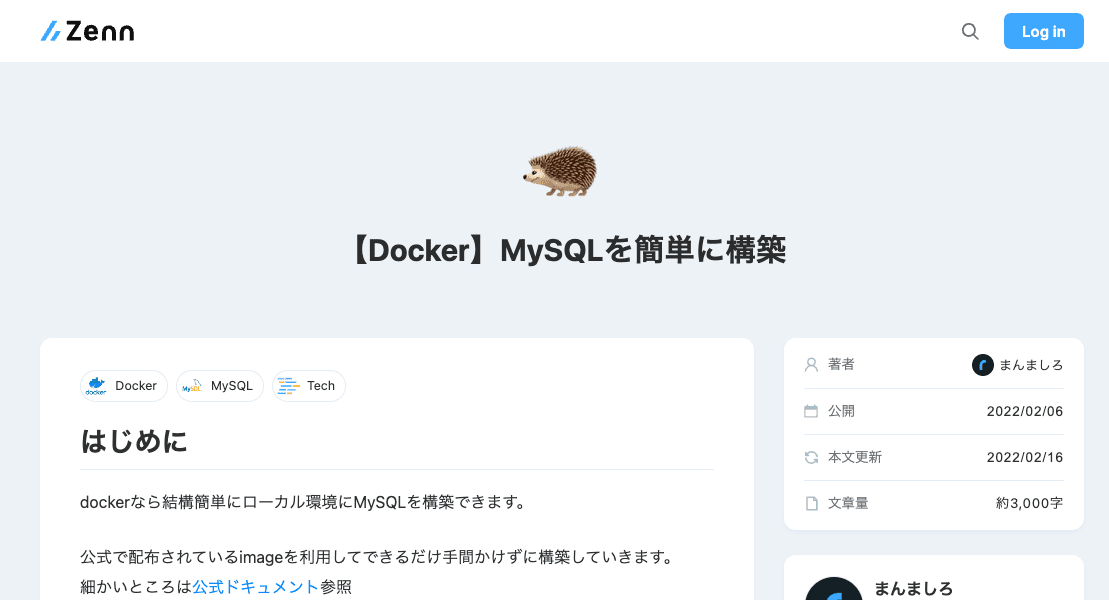 Zenn
Log in
【Docker】MySQLを簡単に構築
Docker
MySQL
Tech
はじめに
dockerなら結構簡単にローカル環境にMySQLを構築できます。
公式で配布されているimageを利用してできるだけ手間かけずに構築していきます。
細かいところは公式ドキュメント参照
著者 まんましろ
公開 2022/02/06
本文更新 2022/02/16
文章量 約3,000字
まんましろ